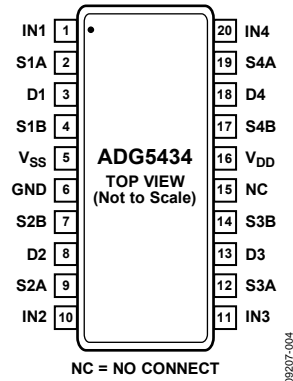 IN1 1
S1A 2
D1 3
S1B 4
VSS 5
GND 6
S2B 7
D2 8
S2A 9
IN2 10
ADG5434
TOP VIEW
(Not to Scale)
20 IN4
19 S4A
18 D4
17 S4B
16 VDD
15 NC
14 S3B
13 D3
12 S3A
11 IN3
NC = NO CONNECT
09207-004